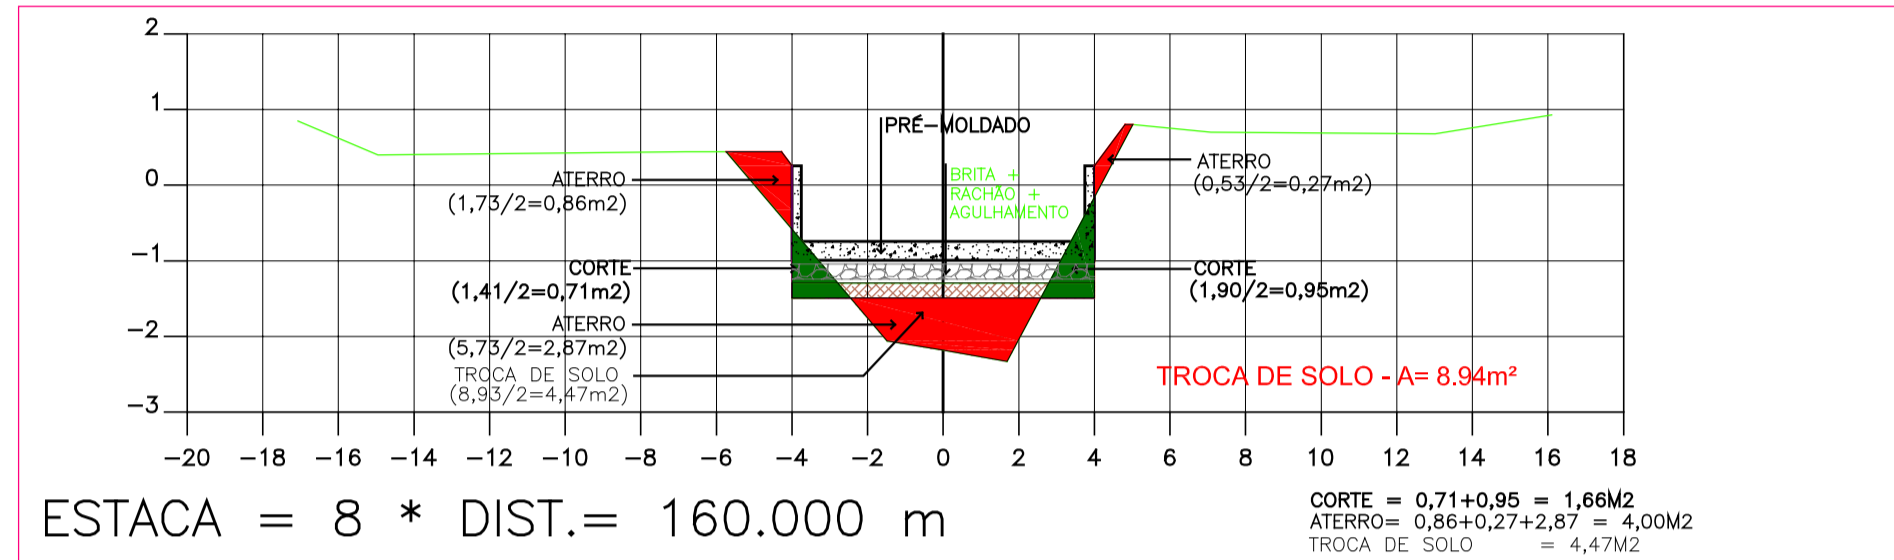 2
1
0
-1
-2
-3
PRÉ-MOLDADO
BRITA +
RACHÃO +
AGULHAMENTO
ATERRO
(1,73/2=0,86m2)
ATERRO
(0,53/2=0,27m2)
CORTE
(1,41/2=0,71m2)
CORTE
(1,90/2=0,95m2)
ATERRO
(5,73/2=2,87m2)
TROCA DE SOLO
(8,93/2=4,47m2)
TROCA DE SOLO - A= 8.94m²
-20 -18 -16 -14 -12 -10 -8 -6 -4 -2 0 2 4 6 8 10 12 14 16 18
ESTACA = 8 * DIST.= 160.000 m
CORTE = 0,71+0,95 = 1,66M2
ATERRO= 0,86+0,27+2,87 = 4,00M2
TROCA DE SOLO = 4,47M2